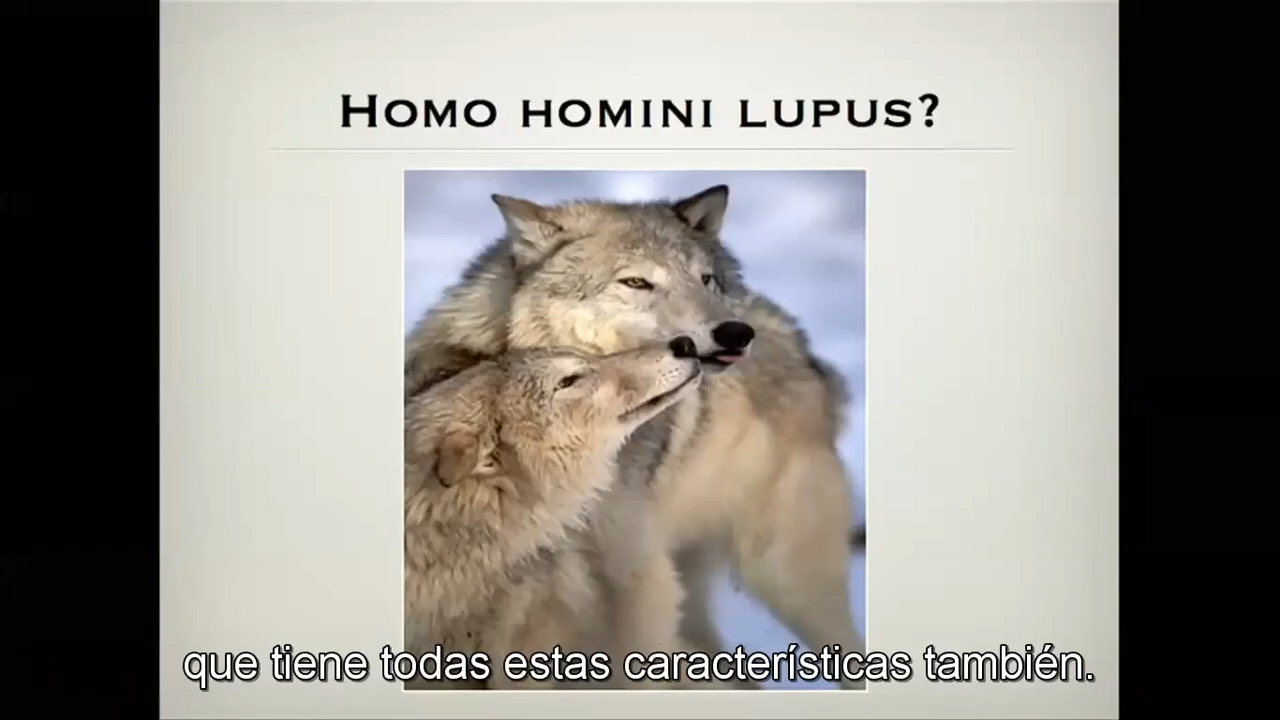 HOMO HOMINI LUPUS?
que tiene todas estas características también.